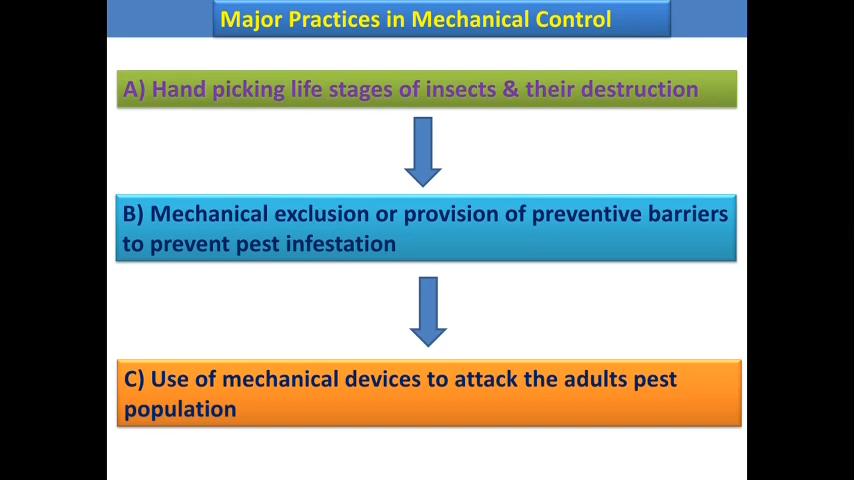 Major Practices in Mechanical Control
A) Hand picking life stages of insects & their destruction
B) Mechanical exclusion or provision of preventive barriers
to prevent pest infestation
C) Use of mechanical devices to attack the adults pest
population